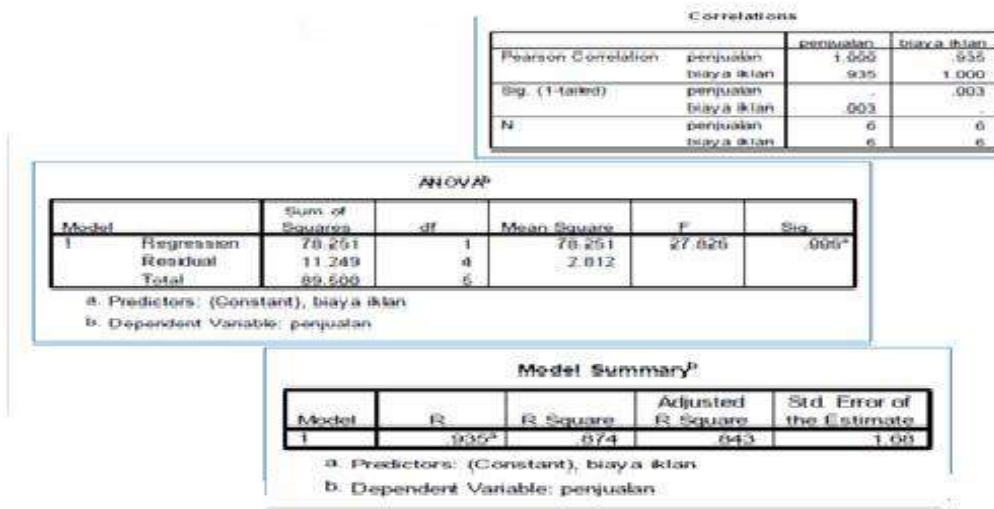 Correlations
penjualan biaya iklan
Pearson Correlation penjualan 1.000 .935
biaya iklan .935 1.000
Sig. (1-tailed) penjualan . .003
biaya iklan .003 .
N penjualan 6 6
biaya iklan 6 6
ANOVAb
Model Sum of Squares df Mean Square F Sig.
1 Regression 78.251 1 78.251 27.825
Residual 11.249 4 2.812
Total 89.500 5
a. Predictors: (Constant), biaya iklan
b. Dependent Variable: penjualan
Model Summaryb
Model R R Square Adjusted R Square Std. Error of the Estimate
1 .935a .874 .843 1.68
a. Predictors: (Constant), biaya iklan
b. Dependent Variable: penjualan